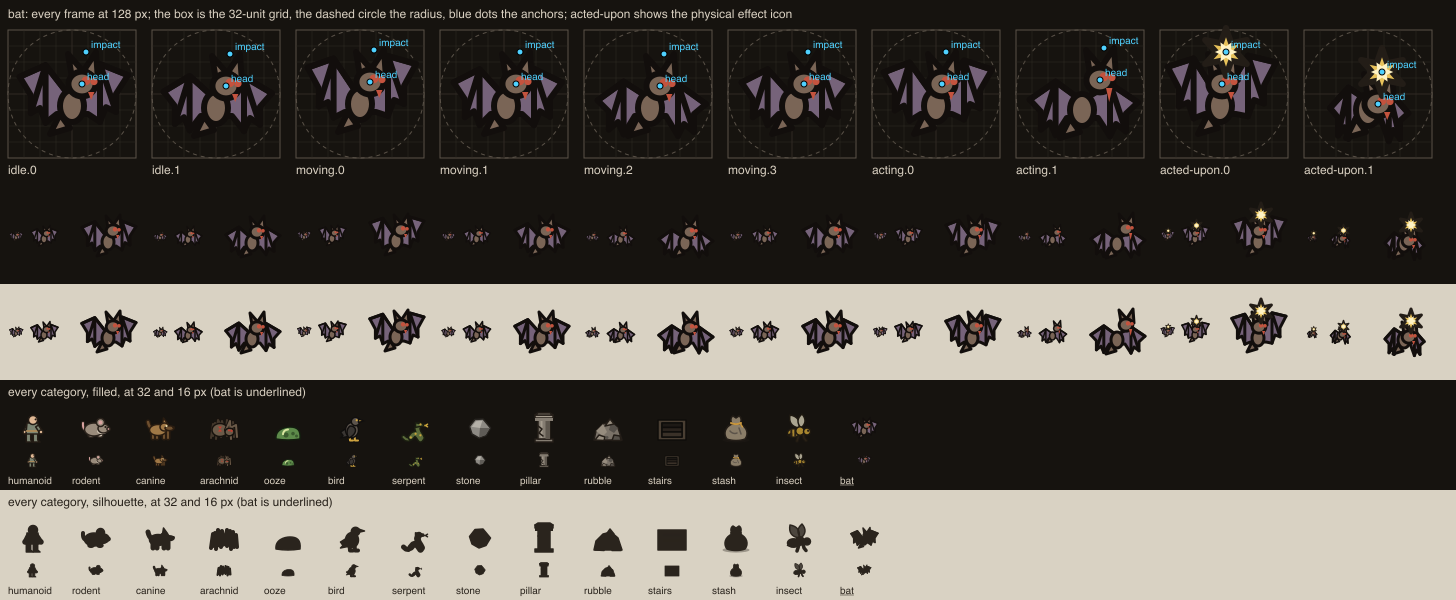 bat: every frame at 128 px; the box is the 32-unit grid, the dashed circle the radius, blue dots the anchors; acted-upon shows the physical effect icon
impact impact impact impact impact impact impact impact impact impact
head head head head head head head head head head
idle.0 idle.1 moving.0 moving.1 moving.2 moving.3 acting.0 acting.1 acted-upon.0 acted-upon.1
every category, filled, at 32 and 16 px (bat is underlined)
humanoid rodent canine arachnid ooze bird serpent stone pillar rubble stairs stash insect bat
every category, silhouette, at 32 and 16 px (bat is underlined)
humanoid rodent canine arachnid ooze bird serpent stone pillar rubble stairs stash insect bat